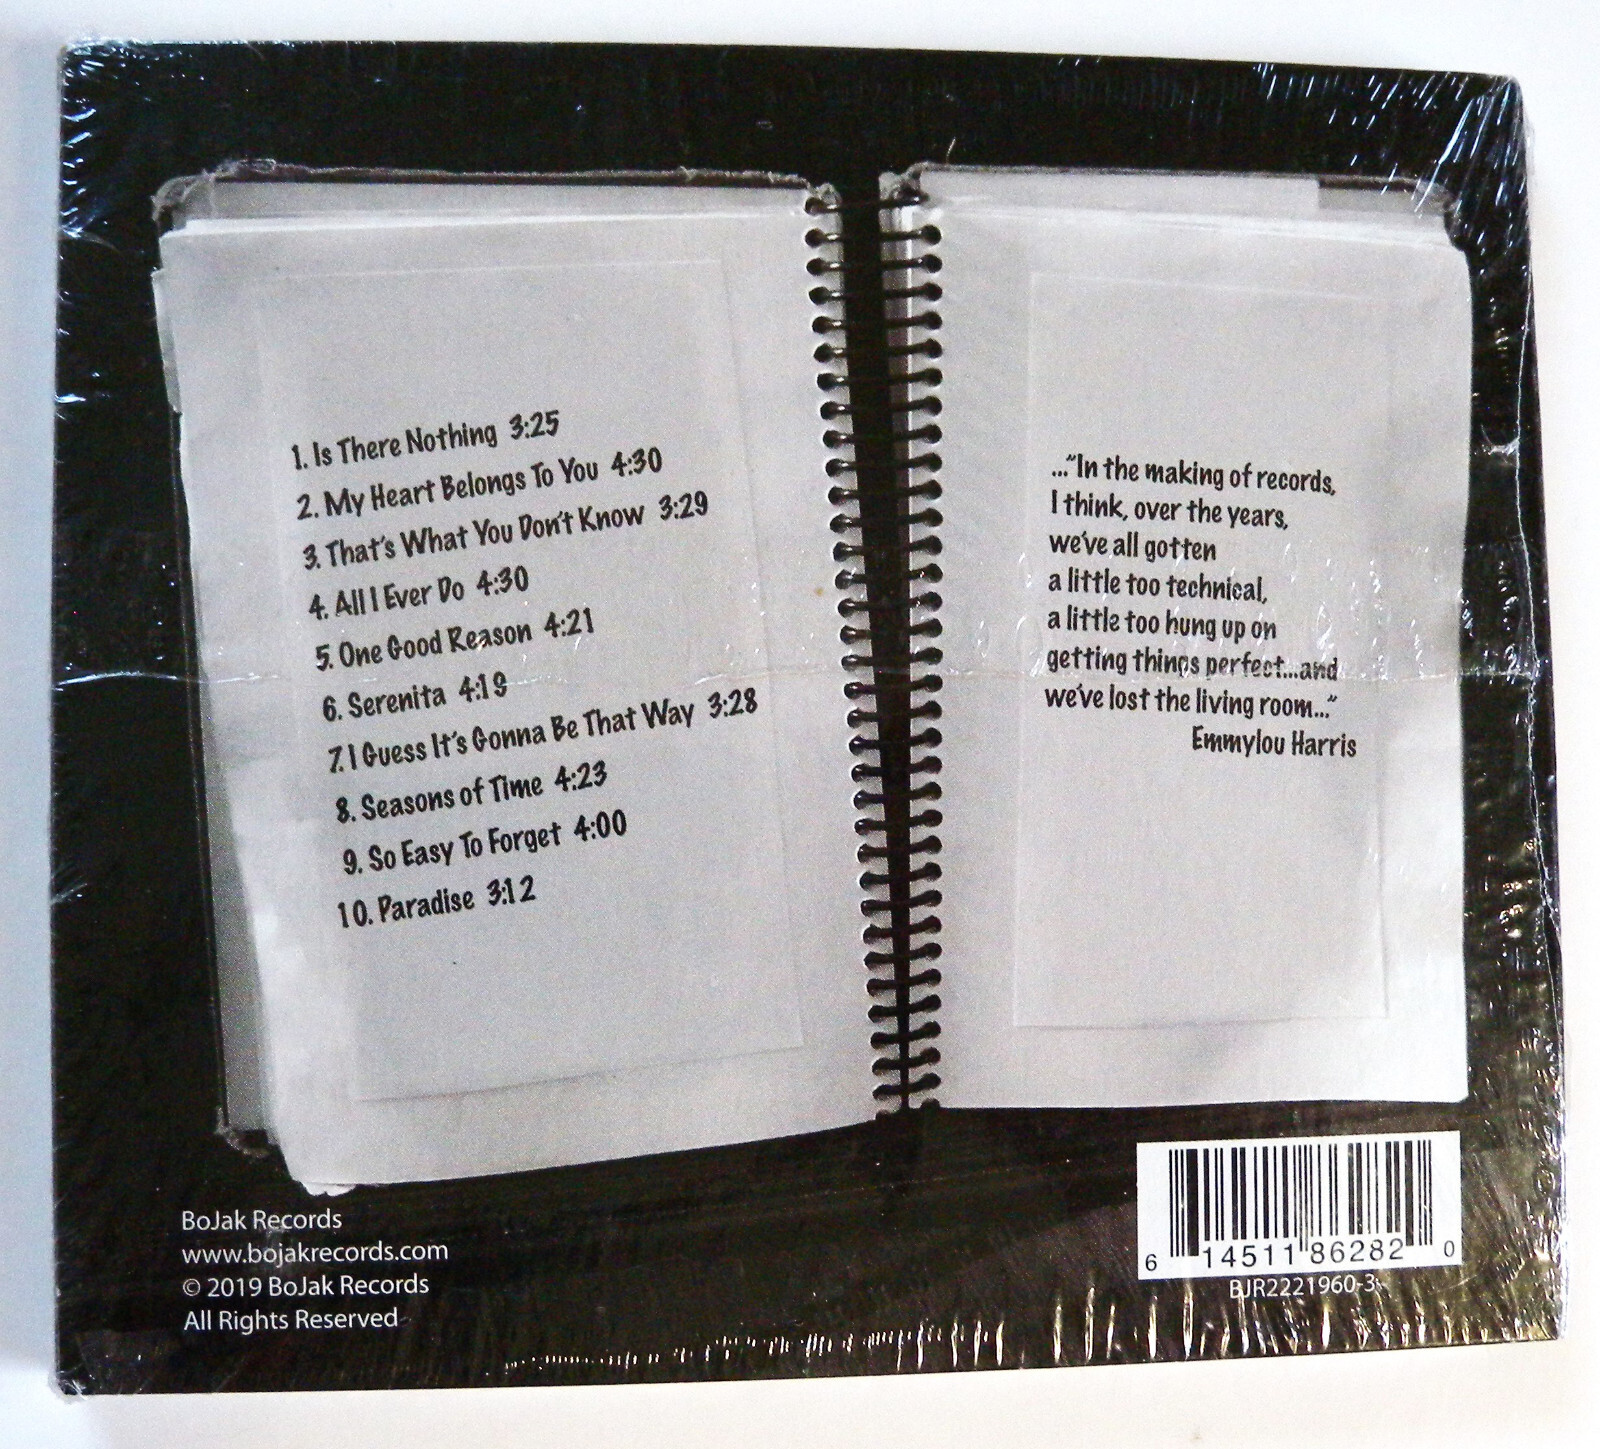 1. Is There Nothing 3:25
2. My Heart Belongs To You 4:30
3. That's What You Don't Know 3:29
4. All I Ever Do 4:30
5. One Good Reason 4:21
6. Serenita 4:19
7. I Guess It's Gonna Be That Way 3:28
8. Seasons of Time 4:23
9. So Easy To Forget 4:00
10. Paradise 3:12
..."In the making of records,
I think, over the years,
we've all gotten
a little too technical,
a little too hung up on
getting things perfect...and
we've lost the living room..."
Emmylou Harris
BoJak Records
www.bojakrecords.com
© 2019 BoJak Records
All Rights Reserved
6 14511 86282 0
BJR2221960-3